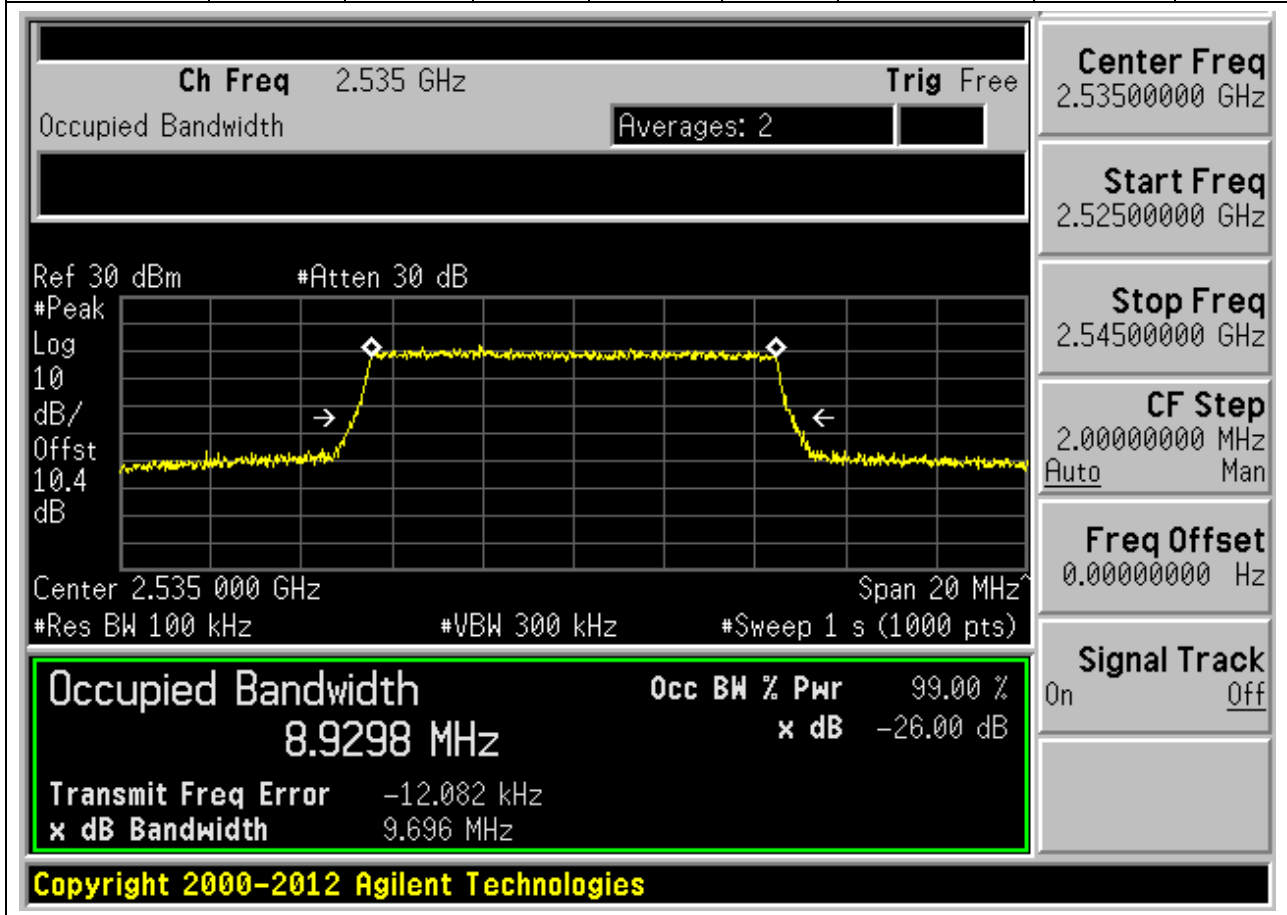 Ch Freq 2.535 GHz Trig Free
Occupied Bandwidth Averages: 2
Ref 30 dBm #Atten 30 dB
#Peak
Log
10
dB/
Offst
10.4
dB
Center 2.535 000 GHz Span 20 MHz^
#Res BW 100 kHz #VBW 300 kHz #Sweep 1 s (1000 pts)
Occupied Bandwidth Occ BW % Pwr 99.00 %
8.9298 MHz x dB -26.00 dB
Transmit Freq Error -12.082 kHz
x dB Bandwidth 9.696 MHz
Copyright 2000-2012 Agilent Technologies
Center Freq
2.53500000 GHz
Start Freq
2.52500000 GHz
Stop Freq
2.54500000 GHz
CF Step
2.00000000 MHz
Auto Man
Freq Offset
0.00000000 Hz
Signal Track
On Off